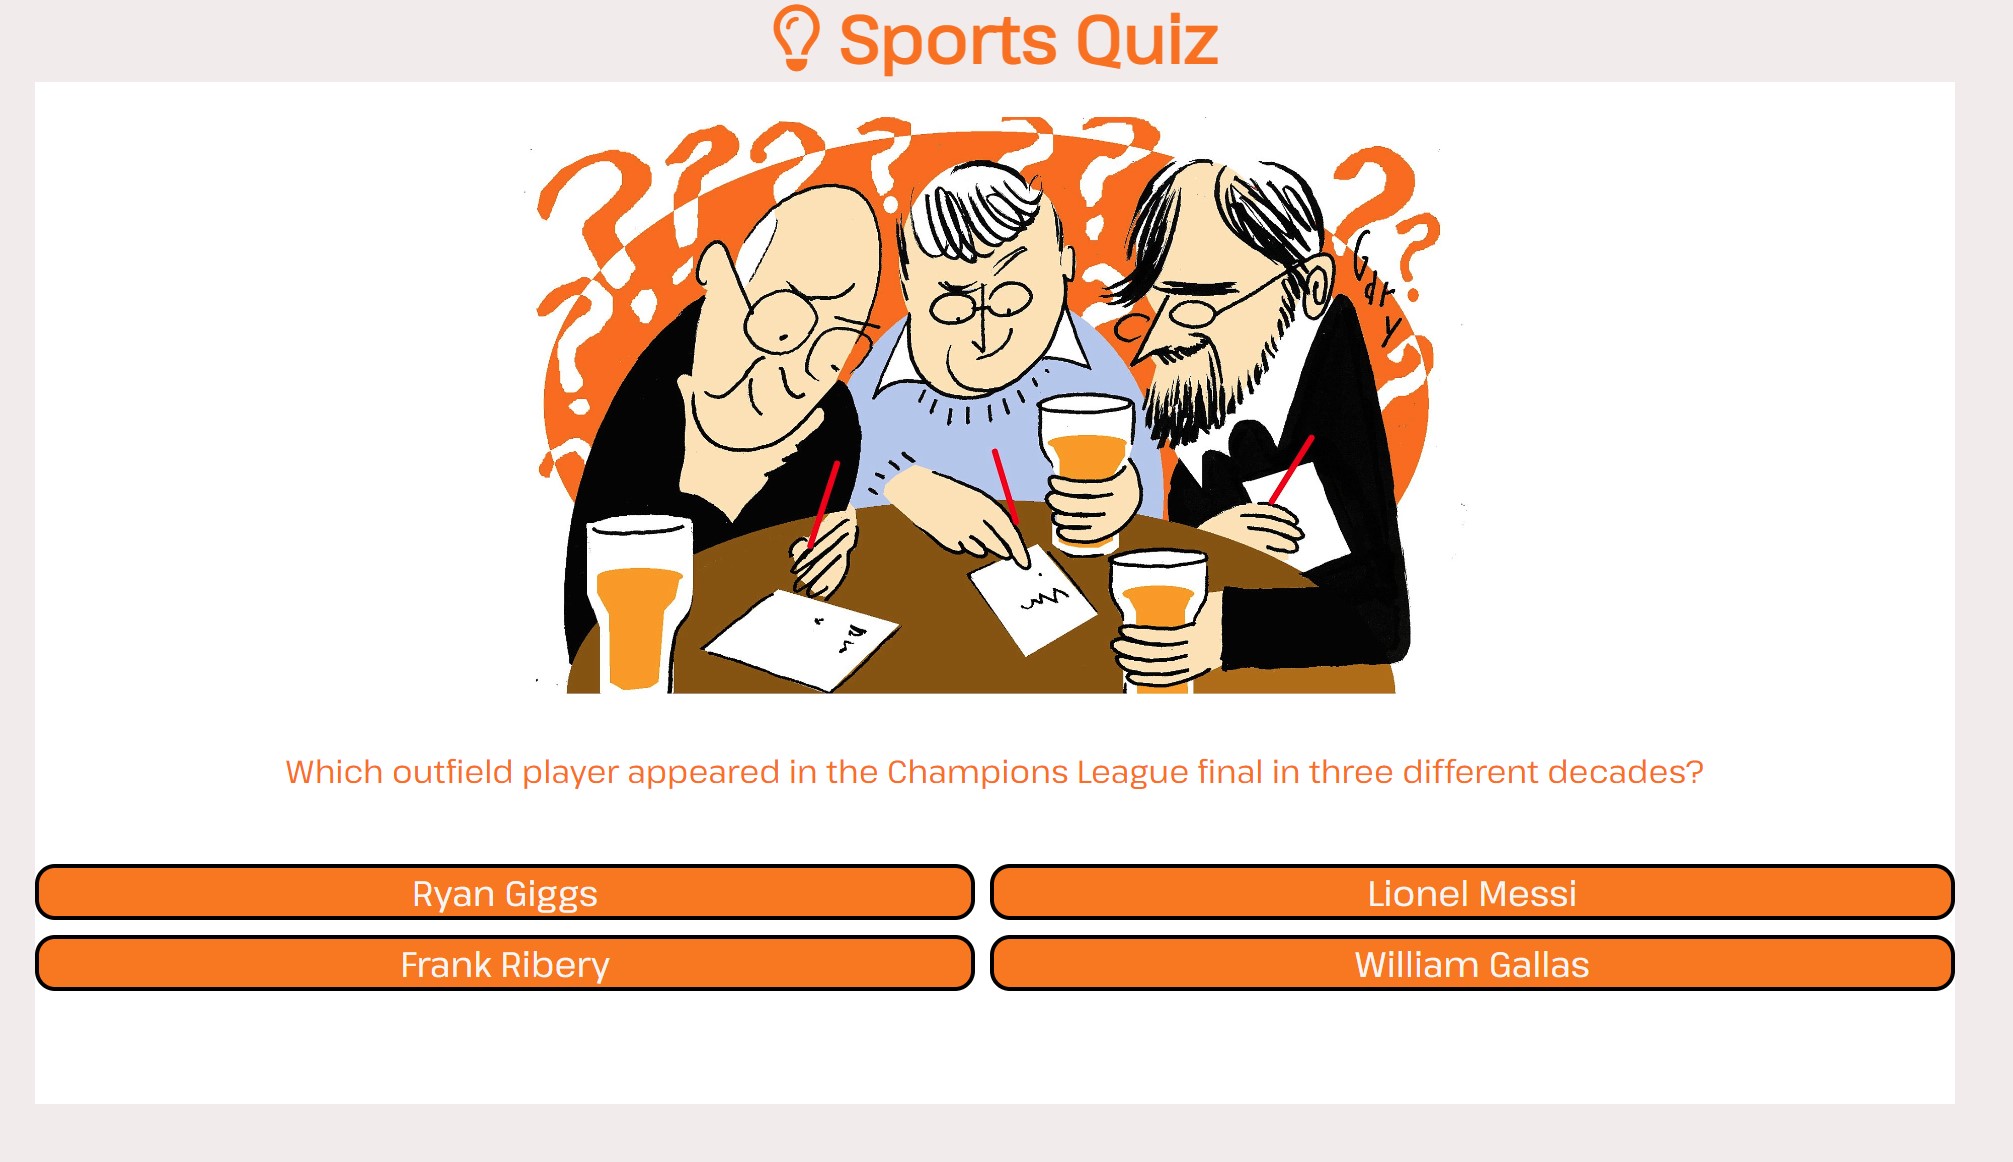 Sports Quiz
Gary
Which outfield player appeared in the Champions League final in three different decades?
Ryan Giggs
Lionel Messi
Frank Ribery
William Gallas